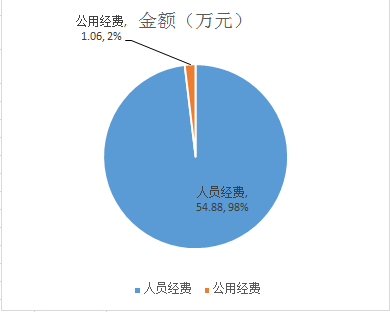 金额（万元）
公用经费,
1.06, 2%
人员经费,
54.88, 98%
人员经费 公用经费